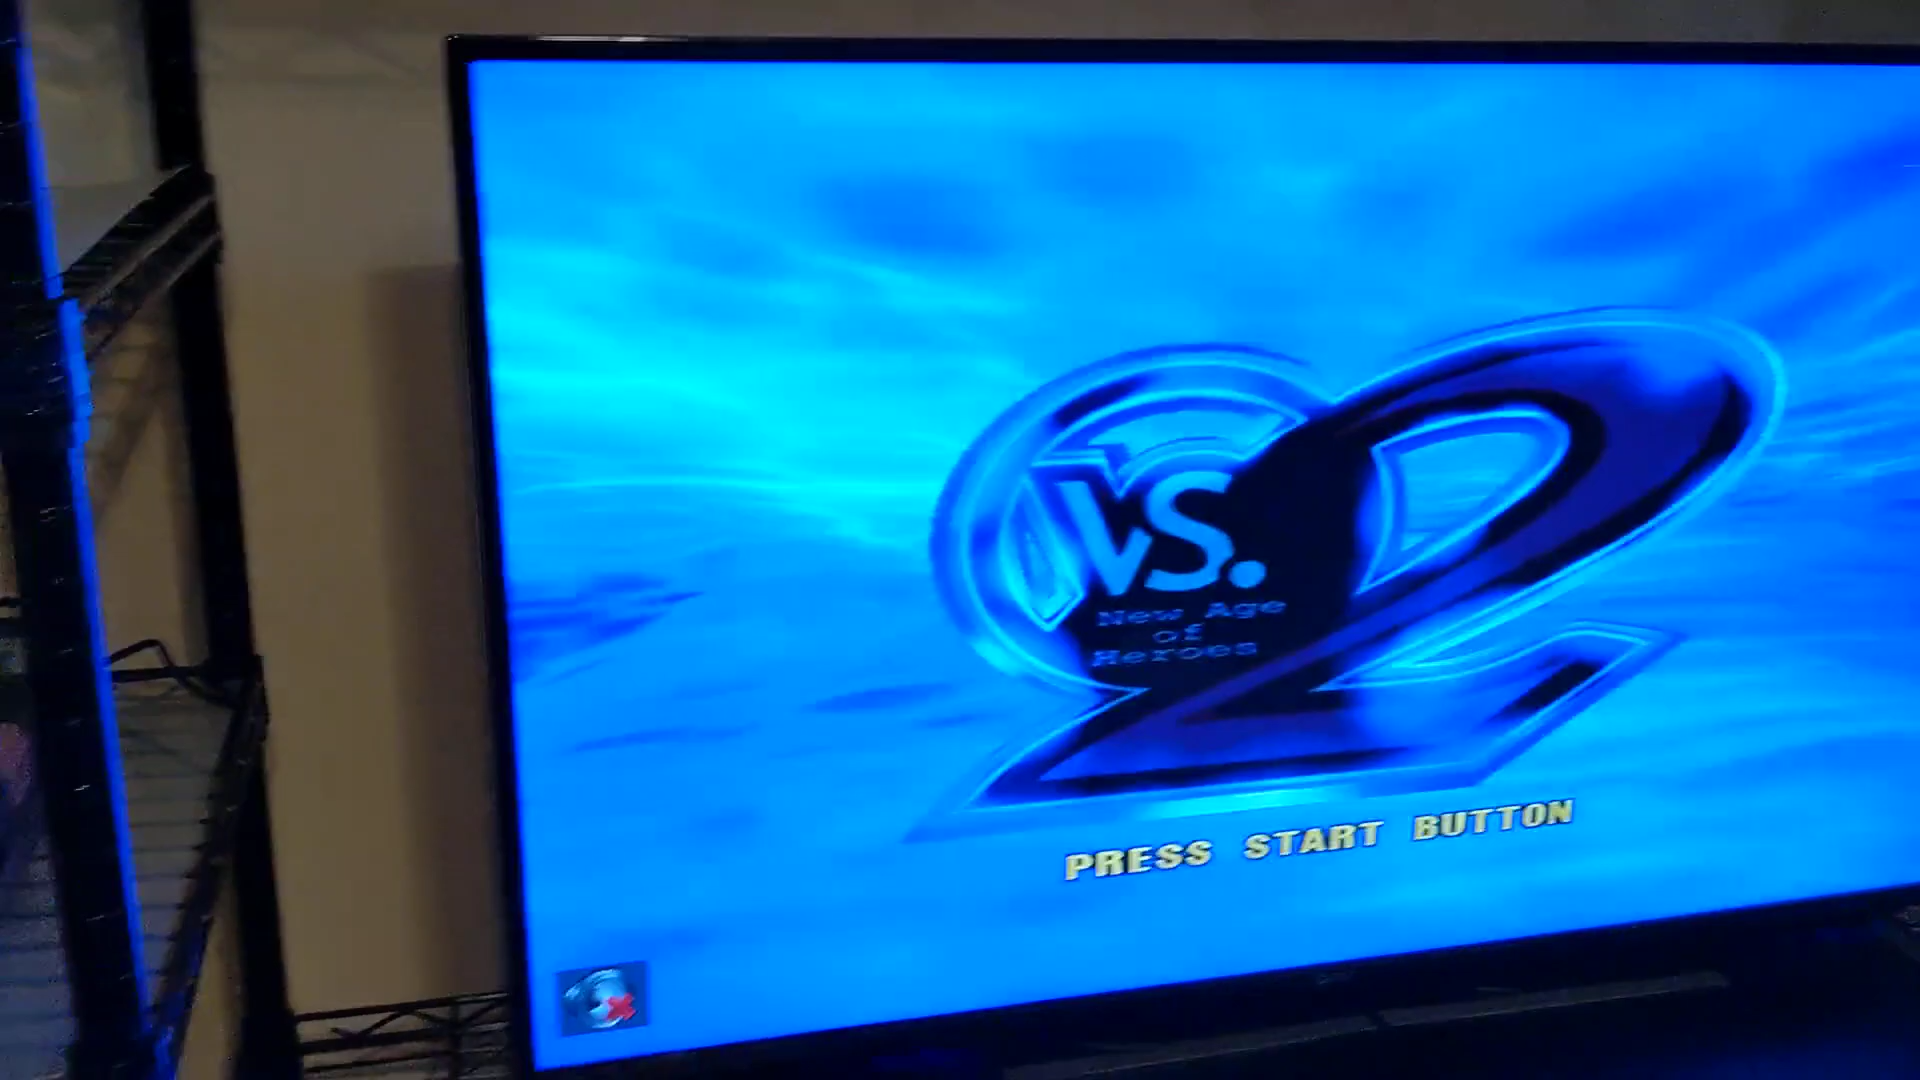 VS. 2
New Age
of
Heroes
PRESS START BUTTON